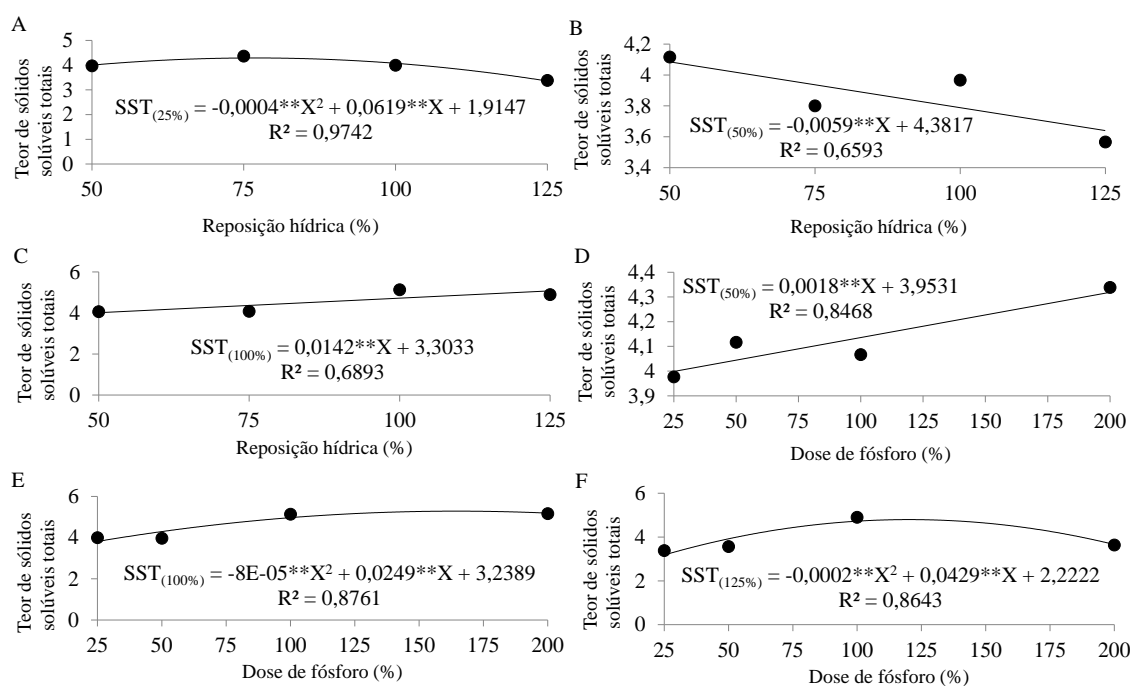 A
Teor de sólidos
solúveis totais
5
4
3
2
1
0
SST(25%) = -0,0004**X² + 0,0619**X + 1,9147
R² = 0,9742
50 75 100 125
Reposição hídrica (%)
B
Teor de sólidos
solúveis totais
4,2
4
3,8
3,6
3,4
SST(50%) = -0,0059**X + 4,3817
R² = 0,6593
50 75 100 125
Reposição hídrica (%)
C
Teor de sólidos
solúveis totais
6
4
2
0
SST(100%) = 0,0142**X + 3,3033
R² = 0,6893
50 75 100 125
Reposição hídrica (%)
D
Teor de sólidos
solúveis totais
4,4
4,3
4,2
4,1
4
3,9
SST(50%) = 0,0018**X + 3,9531
R² = 0,8468
25 50 75 100 125 150 175 200
Dose de fósforo (%)
E
Teor de sólidos
solúveis totais
6
4
2
0
SST(100%) = -8E-05**X² + 0,0249**X + 3,2389
R² = 0,8761
25 50 75 100 125 150 175 200
Dose de fósforo (%)
F
Teor de sólidos
solúveis totais
6
4
2
0
SST(125%) = -0,0002**X² + 0,0429**X + 2,2222
R² = 0,8643
25 50 75 100 125 150 175 200
Dose de fósforo (%)